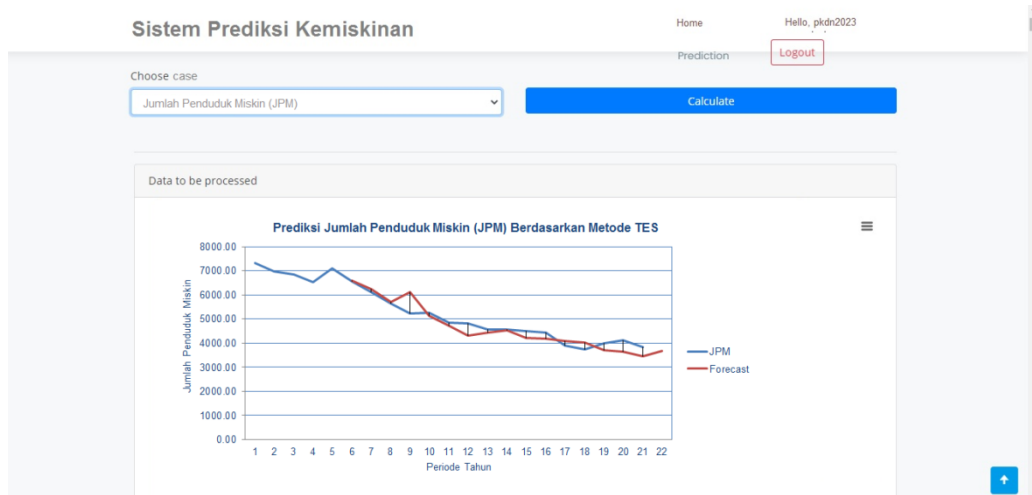 Sistem Prediksi Kemiskinan
Home
Hello, pkdn2023
Prediction
Logout
Choose case
Jumlah Penduduk Miskin (JPM)
Calculate
Data to be processed
Prediksi Jumlah Penduduk Miskin (JPM) Berdasarkan Metode TES
Jumlah Penduduk Miskin
8000.00
7000.00
6000.00
5000.00
4000.00
3000.00
2000.00
1000.00
0.00
1 2 3 4 5 6 7 8 9 10 11 12 13 14 15 16 17 18 19 20 21 22
Periode Tahun
JPM
Forecast